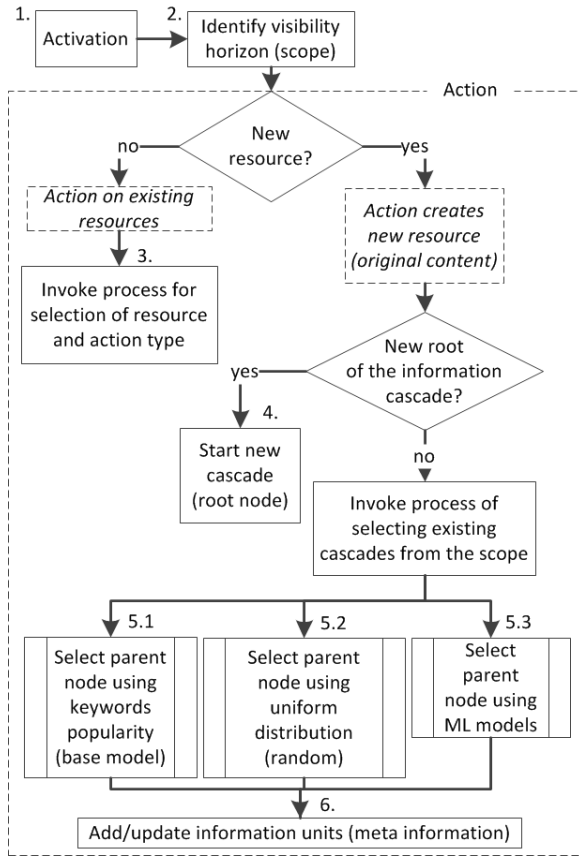 1.
Activation
2.
Identify visibility
horizon (scope)
Action
New
resource?
no
yes
Action on existing
resources
Action creates
new resource
(original content)
3.
Invoke process for
selection of resource
and action type
New root
of the information
cascade?
yes
no
4.
Start new
cascade
(root node)
Invoke process of
selecting existing
cascades from the scope
5.1
Select parent
node using
keywords
popularity
(base model)
5.2
Select parent
node using
uniform
distribution
(random)
5.3
Select
parent
node using
ML models
6.
Add/update information units (meta information)